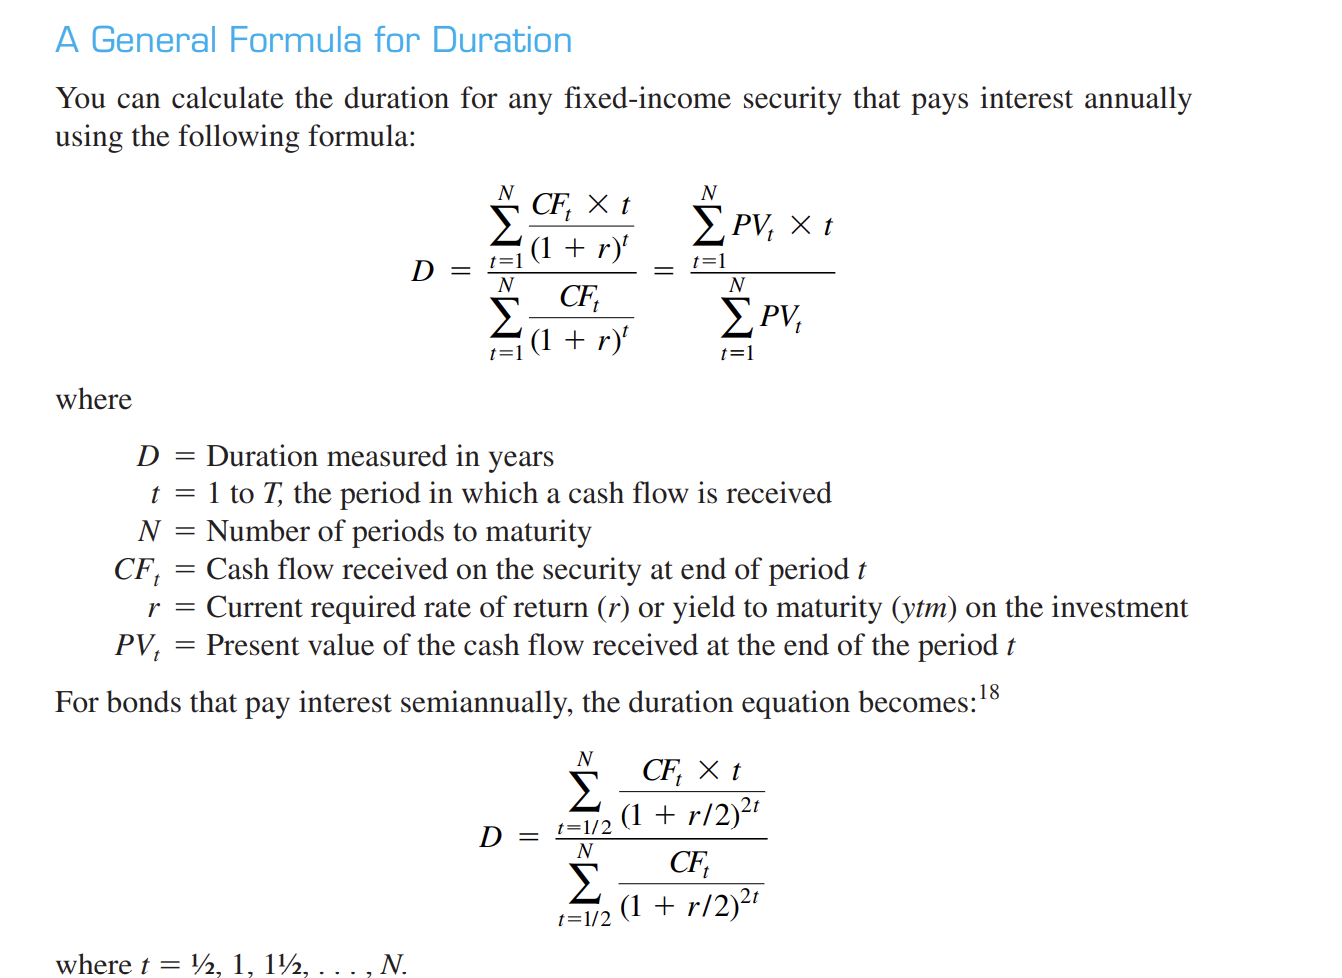 A General Formula for Duration
You can calculate the duration for any fixed-income security that pays interest annually
using the following formula:
D = \frac{\sum_{t=1}^{N} \frac{CF_t × t}{(1 + r)^t}}{\sum_{t=1}^{N} \frac{CF_t}{(1 + r)^t}} = \frac{\sum_{t=1}^{N} PV_t × t}{\sum_{t=1}^{N} PV_t}
where
D = Duration measured in years
t = 1 to T, the period in which a cash flow is received
N = Number of periods to maturity
CF_t = Cash flow received on the security at end of period t
r = Current required rate of return (r) or yield to maturity (ytm) on the investment
PV_t = Present value of the cash flow received at the end of the period t
For bonds that pay interest semiannually, the duration equation becomes:^18
D = \frac{\sum_{t=1/2}^{N} \frac{CF_t × t}{(1 + r/2)^{2t}}}{\sum_{t=1/2}^{N} \frac{CF_t}{(1 + r/2)^{2t}}}
where t = ½, 1, 1½, . . . , N.